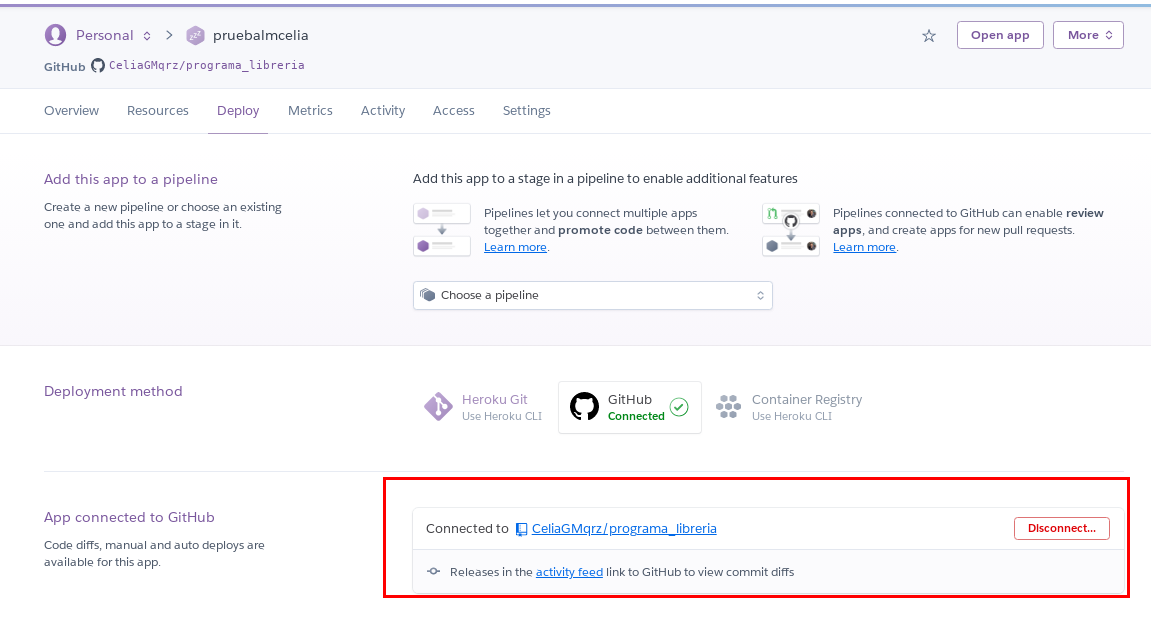 Personal > pruebalmcelia
Open app
More
GitHub CeliaGMqrz/programa_libreria
Overview Resources Deploy Metrics Activity Access Settings
Add this app to a pipeline
Create a new pipeline or choose an existing
one and add this app to a stage in it.
Add this app to a stage in a pipeline to enable additional features
Pipelines let you connect multiple apps
together and promote code between them.
Learn more.
Pipelines connected to GitHub can enable review
apps, and create apps for new pull requests.
Learn more.
Choose a pipeline
Deployment method
Heroku Git
Use Heroku CLI
GitHub
Connected
Container Registry
Use Heroku CLI
App connected to GitHub
Code diffs, manual and auto deploys are
available for this app.
Connected to CeliaGMqrz/programa_libreria
Disconnect...
Releases in the activity feed link to GitHub to view commit diffs